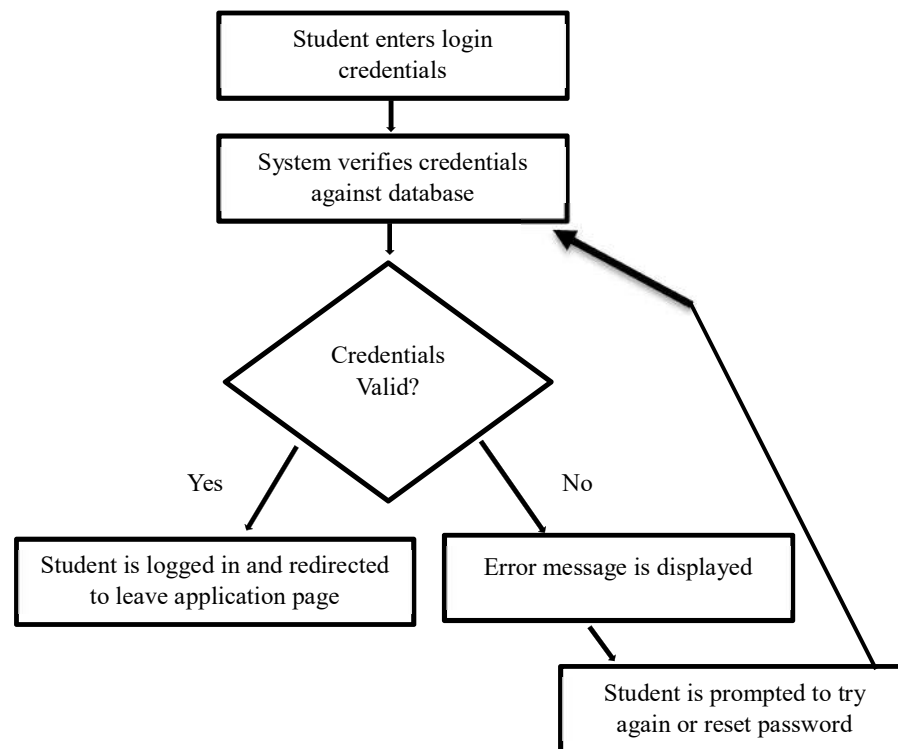 Student enters login
credentials
System verifies credentials
against database
Credentials
Valid?
Yes
No
Student is logged in and redirected
to leave application page
Error message is displayed
Student is prompted to try
again or reset password